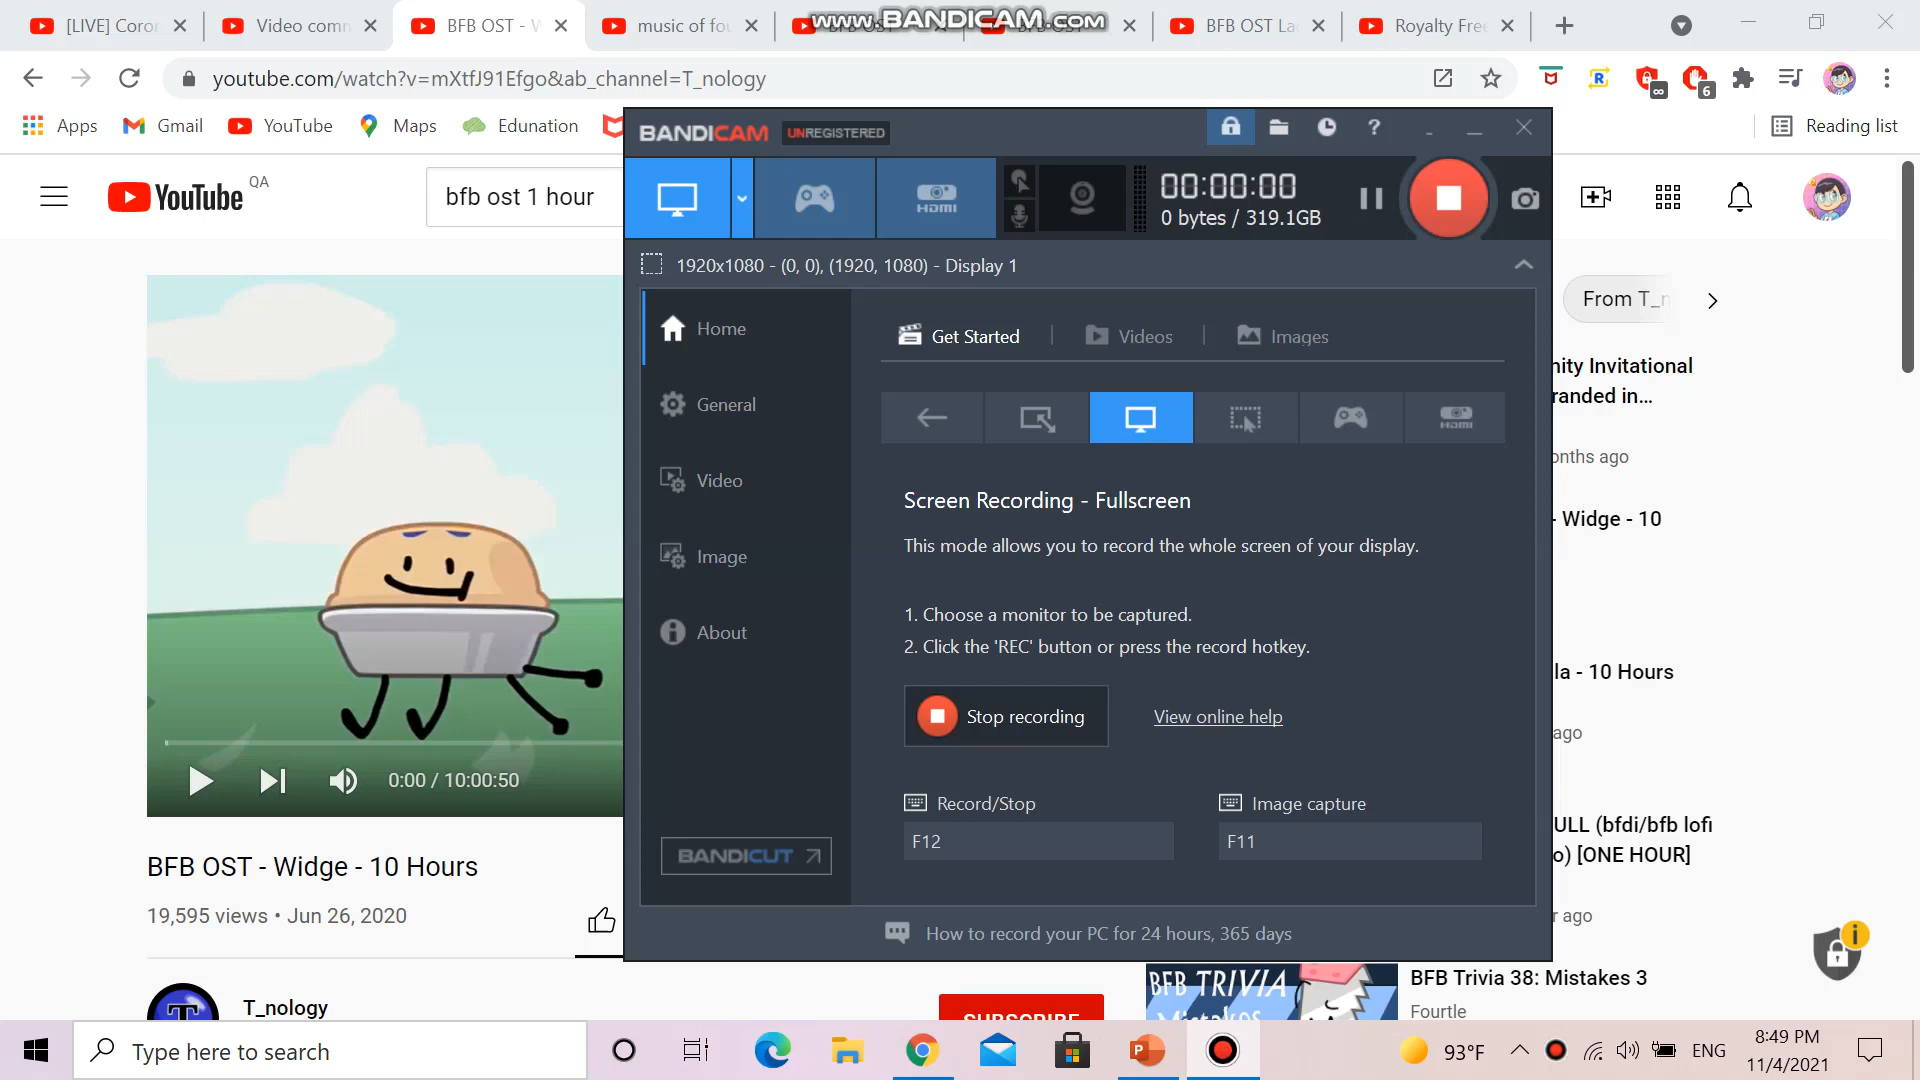 [LIVE] Coror
Video comm
BFB OST - W
music of fou
BFB OST La
Royalty Free
www.BANDICAM.COM
youtube.com/watch?v=mXtfJ91Efgo&ab_channel=T_nology
6
Apps
Gmail
YouTube
Maps
Edunation
Reading list
BANDICAM UNREGISTERED
YouTube QA
bfb ost 1 hour
HDMI
00:00:00
0 bytes / 319.1GB
1920x1080 - (0, 0), (1920, 1080) - Display 1
Home
General
Video
Image
About
BANDICUT
Get Started
Videos
Images
HDMI
Screen Recording - Fullscreen
This mode allows you to record the whole screen of your display.
1. Choose a monitor to be captured.
2. Click the 'REC' button or press the record hotkey.
Stop recording
View online help
Record/Stop
F12
Image capture
F11
How to record your PC for 24 hours, 365 days
From T_n
nity Invitational
randed in...
onths ago
- Widge - 10
la - 10 Hours
ago
ULL (bfdi/bfb lofi
o) [ONE HOUR]
r ago
0:00 / 10:00:50
BFB OST - Widge - 10 Hours
19,595 views • Jun 26, 2020
T_nology
SUBSCRIBE
BFB TRIVIA
Mistakes
BFB Trivia 38: Mistakes 3
Fourtle
Type here to search
93°F
ENG
8:49 PM
11/4/2021